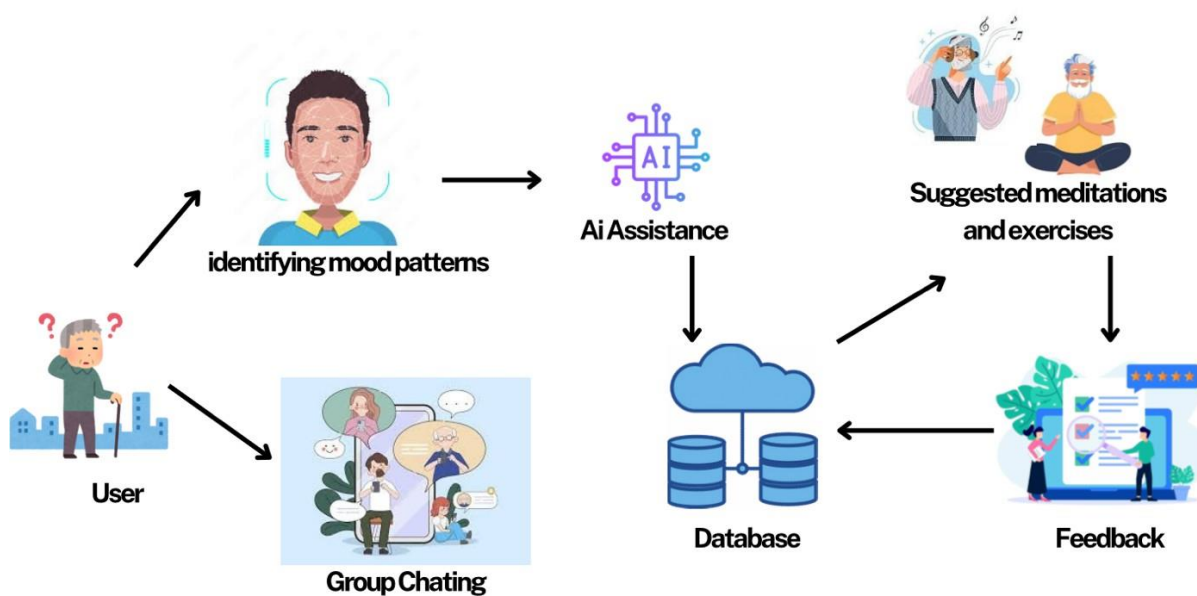 AI
Suggested meditations
and exercises
Ai Assistance
identifying mood patterns
? ?
User
Group Chating
Database
Feedback